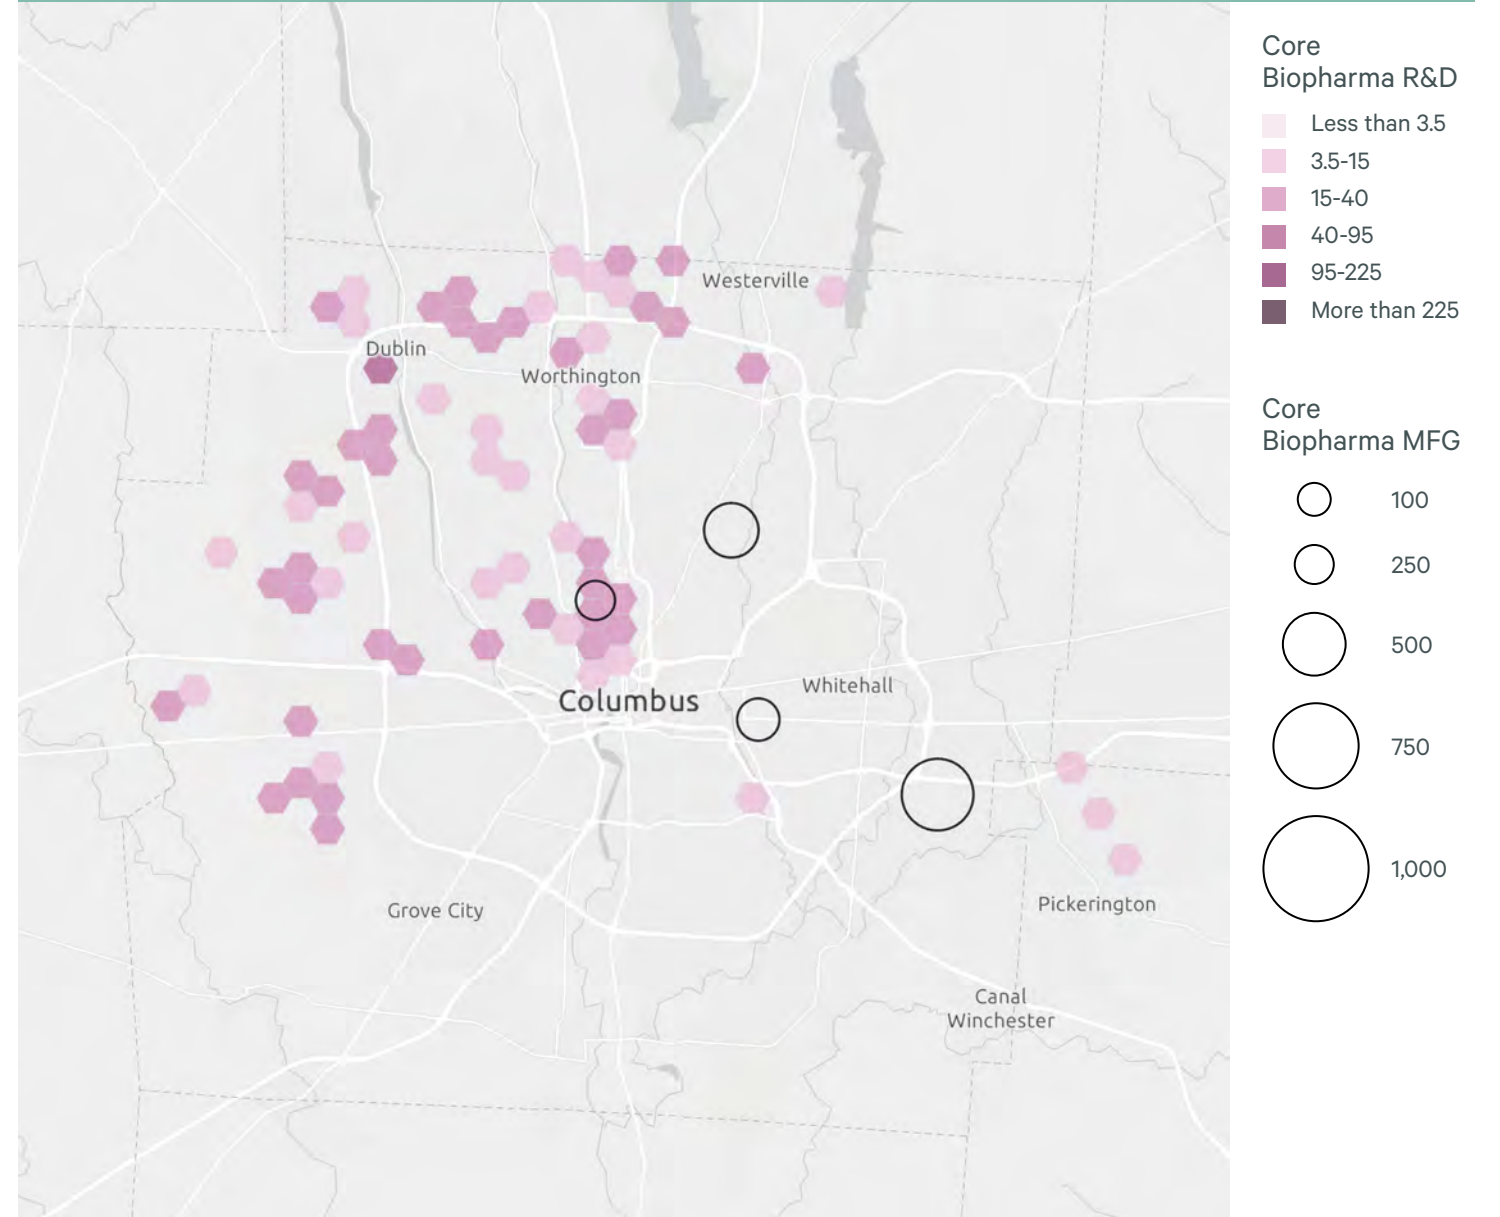 Westerville
Dublin
Worthington
Columbus
Whitehall
Grove City
Pickerington
Canal
Winchester
Core
Biopharma R&D
Less than 3.5
3.5-15
15-40
40-95
95-225
More than 225
Core
Biopharma MFG
100
250
500
750
1,000